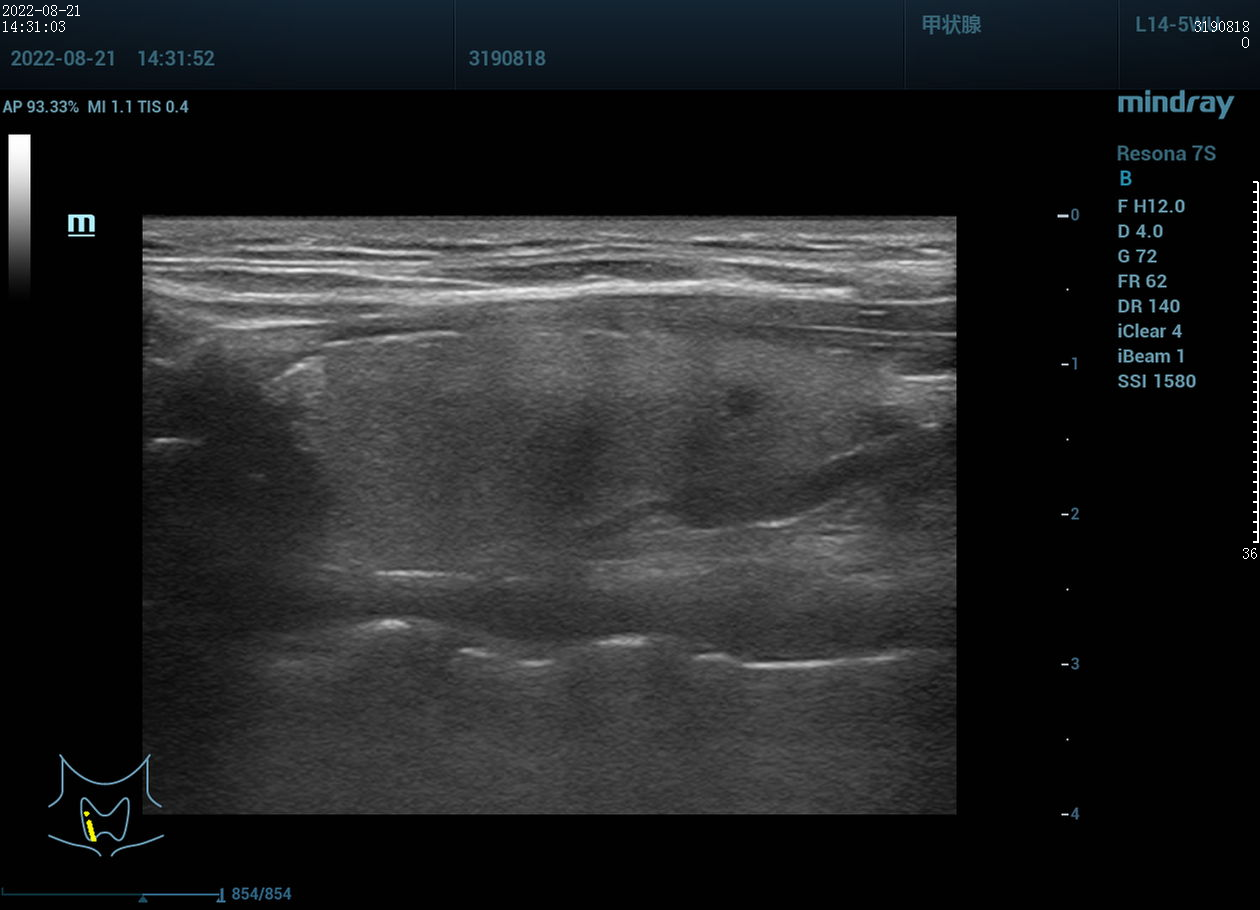 2022-08-21
14:31:03
甲状腺
L14-5WU
3190818
0
2022-08-21 14:31:52
3190818
AP 93.33% MI 1.1 TIS 0.4
mindray
Resona 7S
B
m
F H12.0
D 4.0
G 72
FR 62
DR 140
iClear 4
iBeam 1
SSI 1580
0
1
2
3
4
36
854/854